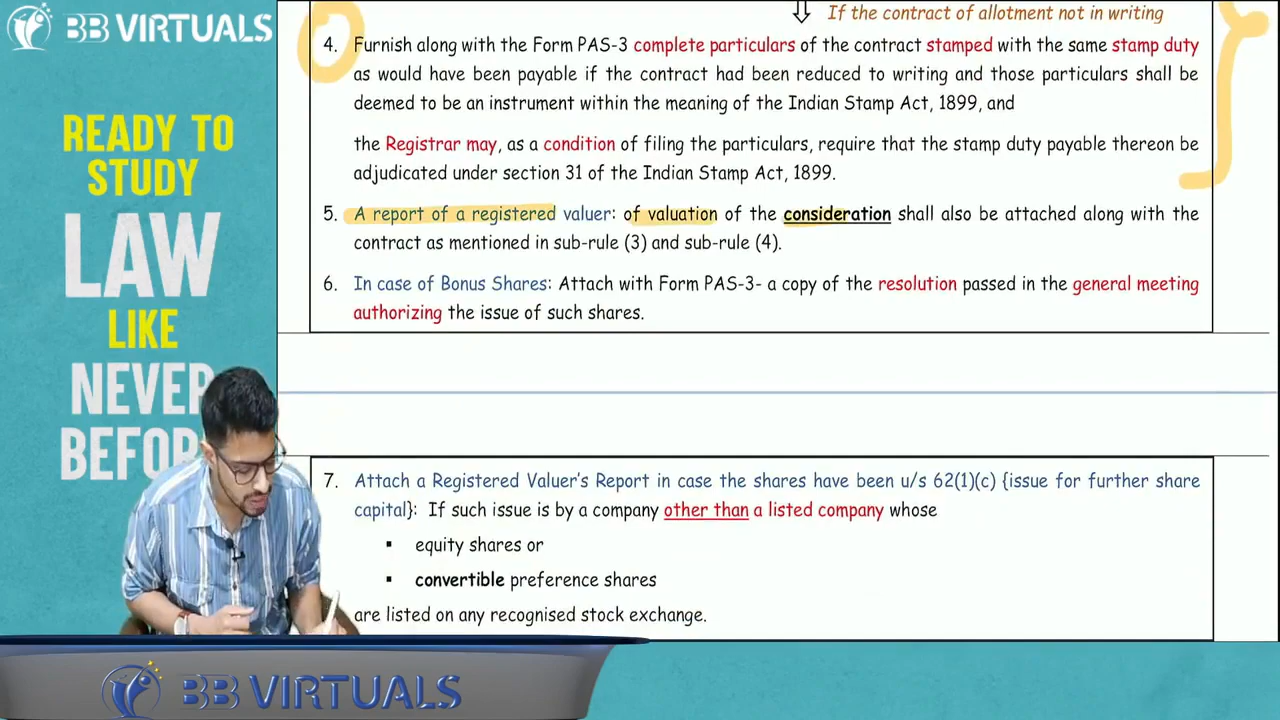 BB VIRTUALS
READY TO
STUDY
LAW
LIKE
NEVER
If the contract of allotment not in writing
4. Furnish along with the Form PAS-3 complete particulars of the contract stamped with the same stamp duty
as would have been payable if the contract had been reduced to writing and those particulars shall be
deemed to be an instrument within the meaning of the Indian Stamp Act, 1899, and
the Registrar may, as a condition of filing the particulars, require that the stamp duty payable thereon be
adjudicated under section 31 of the Indian Stamp Act, 1899.
5. A report of a registered valuer: of valuation of the consideration shall also be attached along with the
contract as mentioned in sub-rule (3) and sub-rule (4).
6. In case of Bonus Shares: Attach with Form PAS-3- a copy of the resolution passed in the general meeting
authorizing the issue of such shares.
7. Attach a Registered Valuer's Report in case the shares have been u/s 62(1)(c) {issue for further share
capital}: If such issue is by a company other than a listed company whose
▪ equity shares or
▪ convertible preference shares
are listed on any recognised stock exchange.
BB VIRTUALS